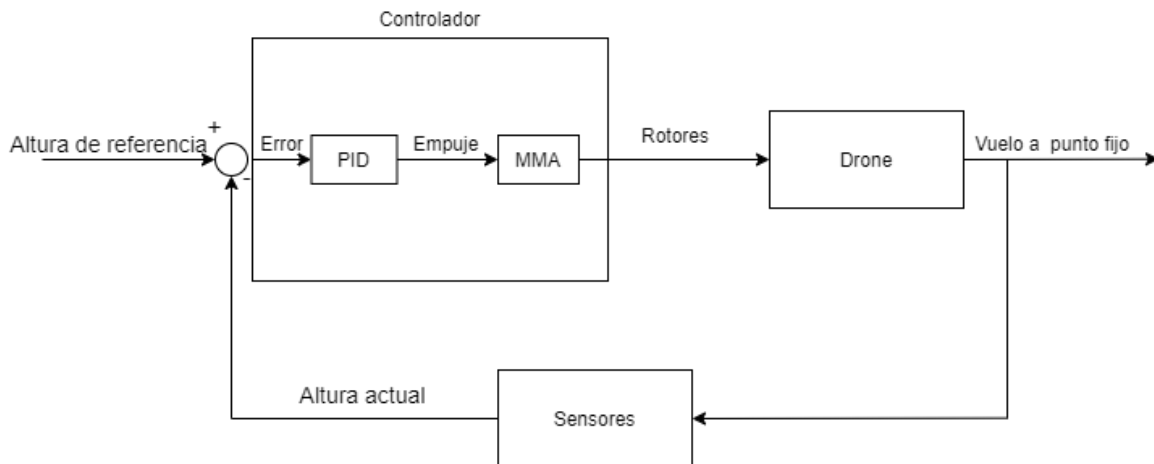 Controlador
+
Altura de referencia
-
Error
PID
Empuje
MMA
Rotores
Drone
Vuelo a punto fijo
Altura actual
Sensores